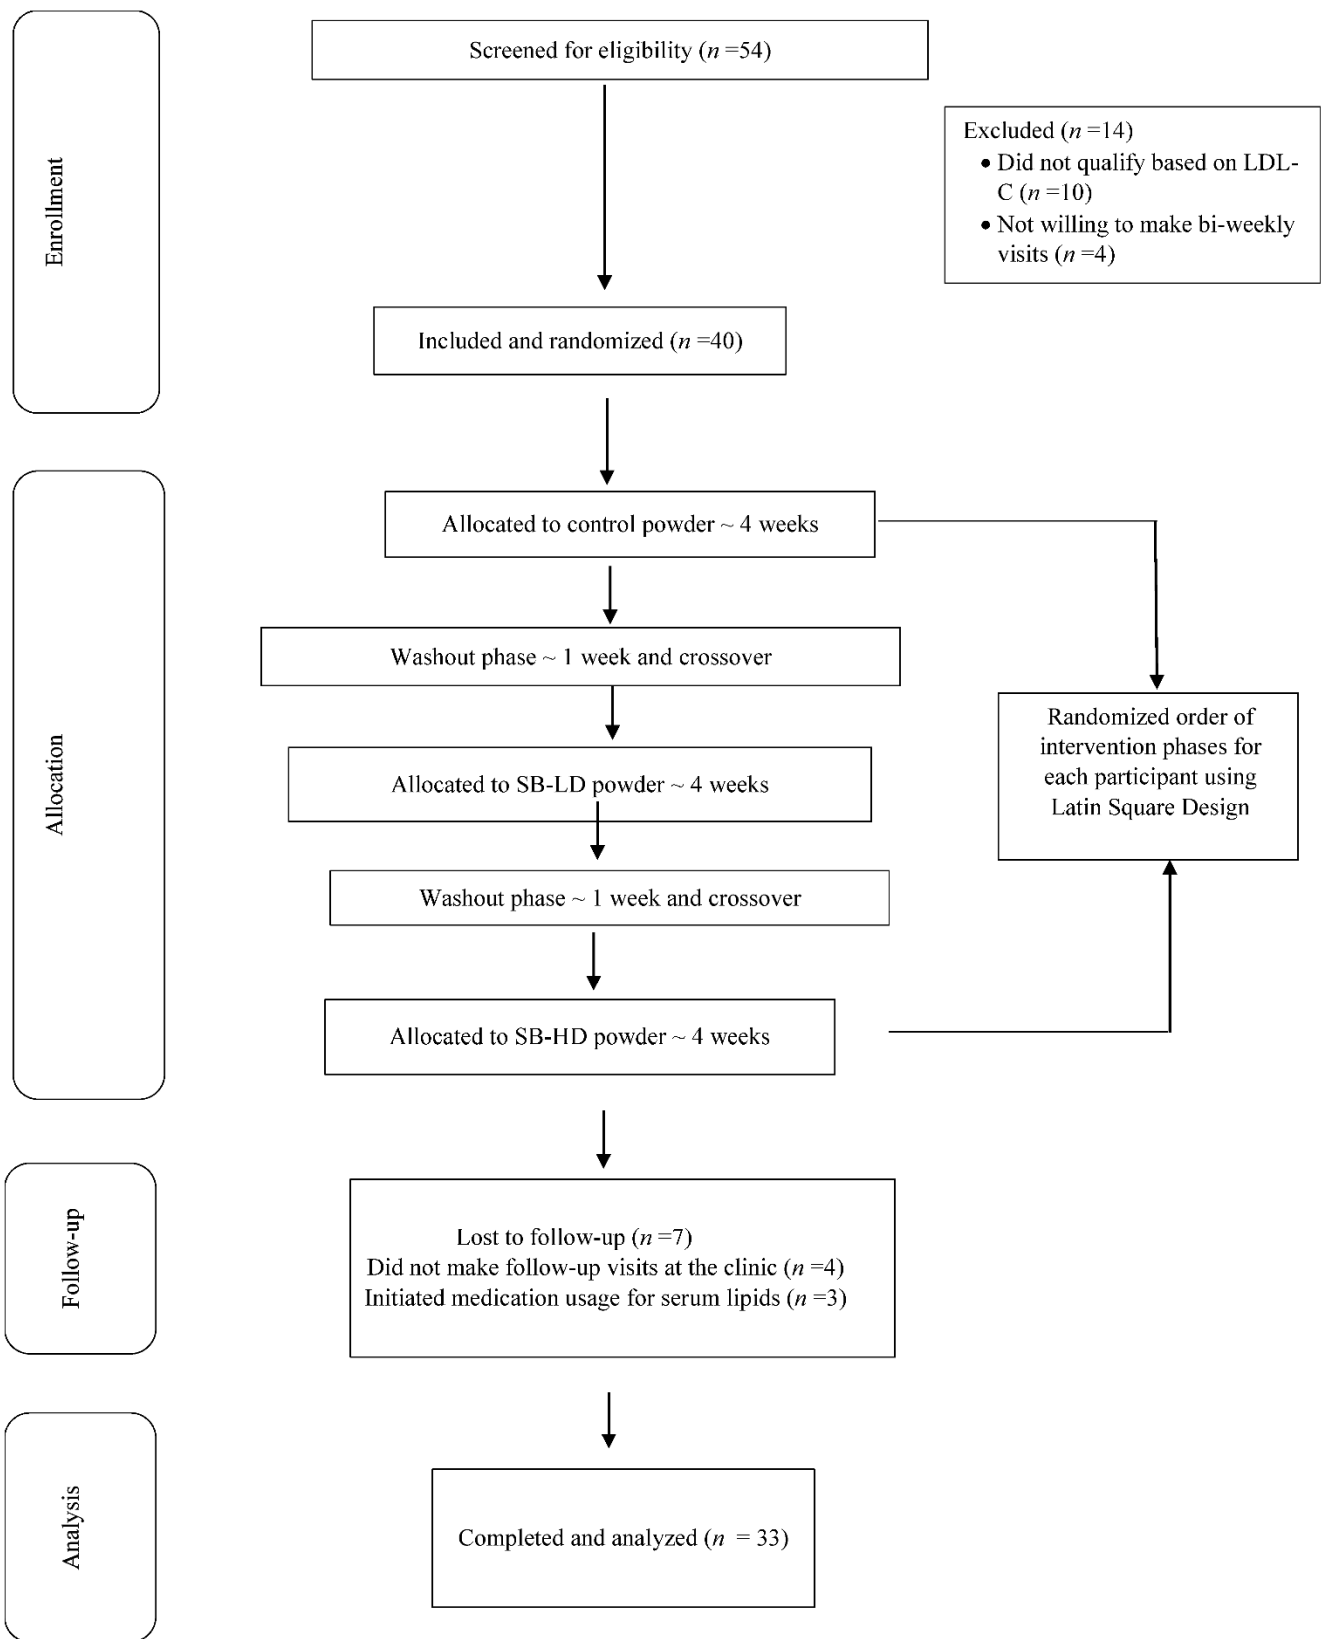 Enrollment
Screened for eligibility (n =54)
Excluded (n =14)
• Did not qualify based on LDL-
C (n =10)
• Not willing to make bi-weekly
visits (n =4)
Included and randomized (n =40)
Allocation
Allocated to control powder ~ 4 weeks
Washout phase ~ 1 week and crossover
Allocated to SB-LD powder ~ 4 weeks
Washout phase ~ 1 week and crossover
Allocated to SB-HD powder ~ 4 weeks
Randomized order of
intervention phases for
each participant using
Latin Square Design
Follow-up
Lost to follow-up (n =7)
Did not make follow-up visits at the clinic (n =4)
Initiated medication usage for serum lipids (n =3)
Analysis
Completed and analyzed (n = 33)